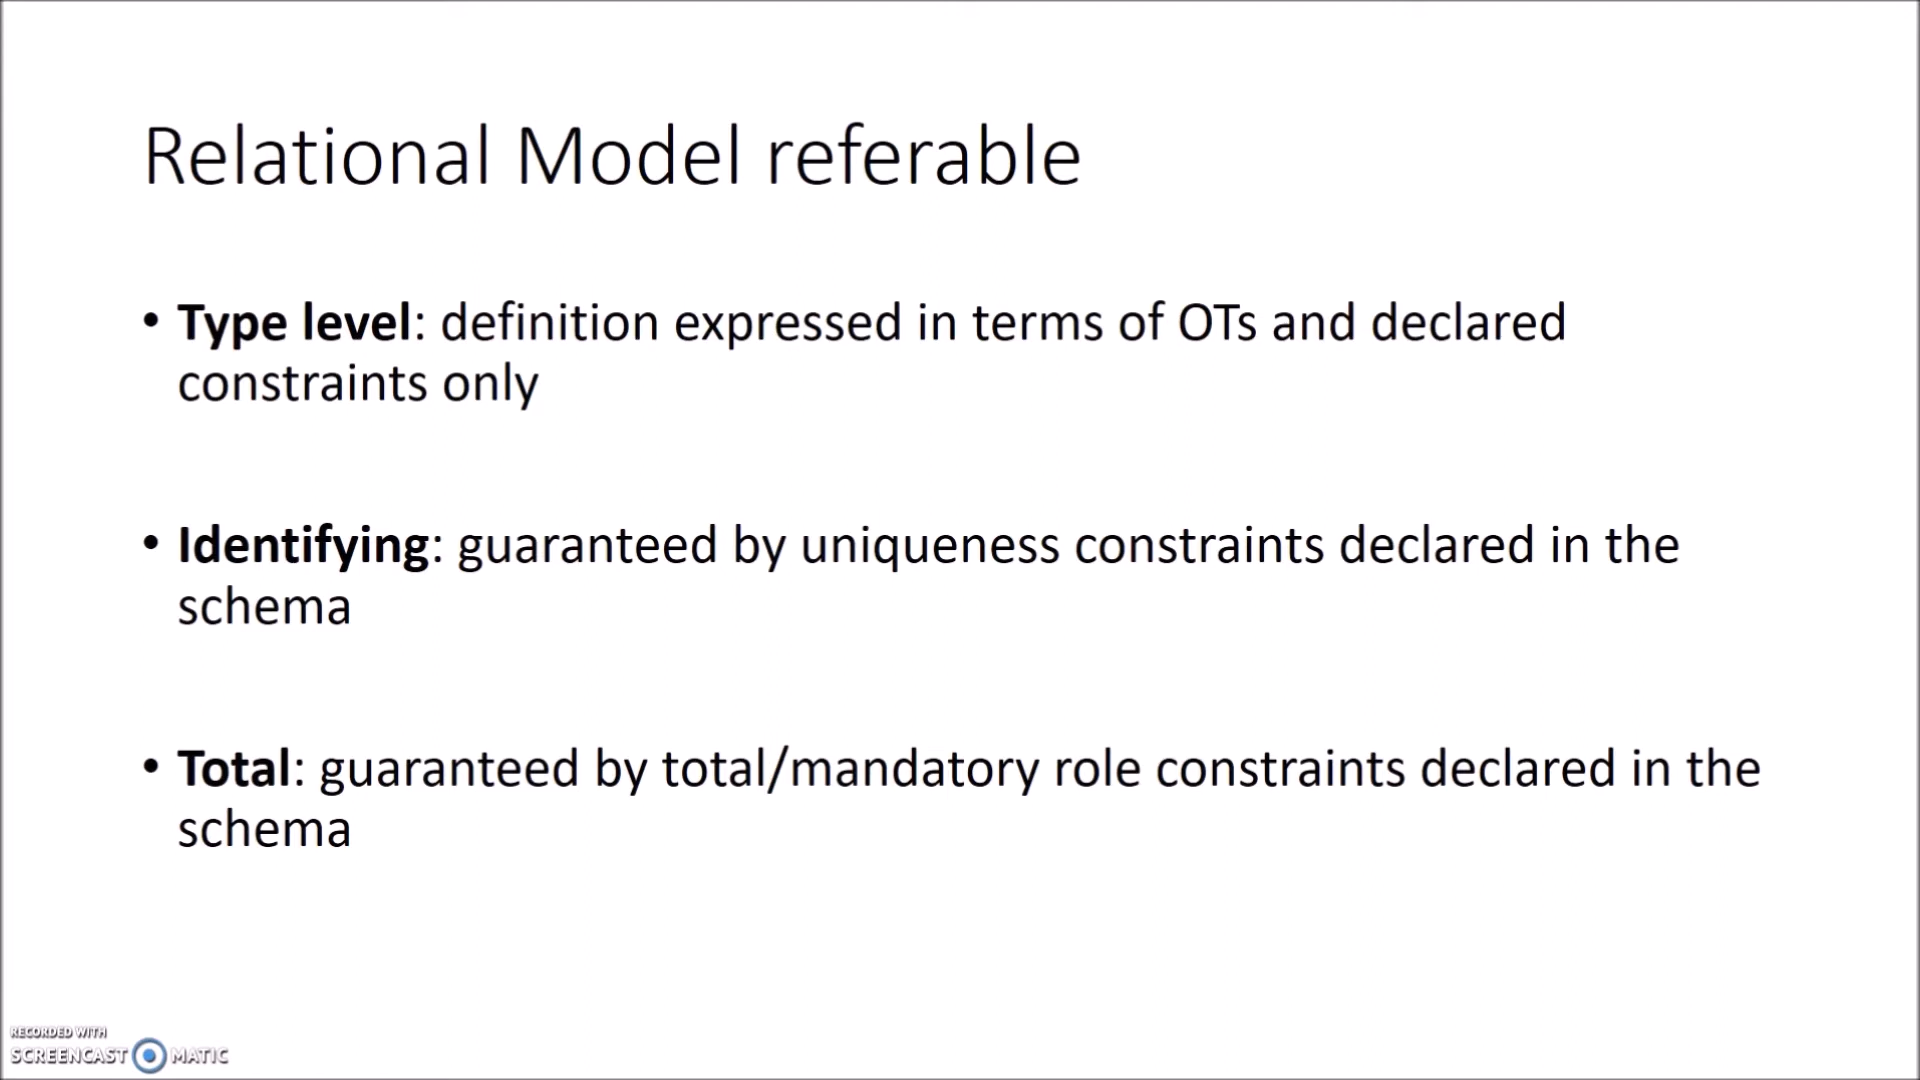 Relational Model referable
• Type level: definition expressed in terms of OTs and declared
constraints only
• Identifying: guaranteed by uniqueness constraints declared in the
schema
• Total: guaranteed by total/mandatory role constraints declared in the
schema
RECORDED WITH
SCREENCAST MATIC